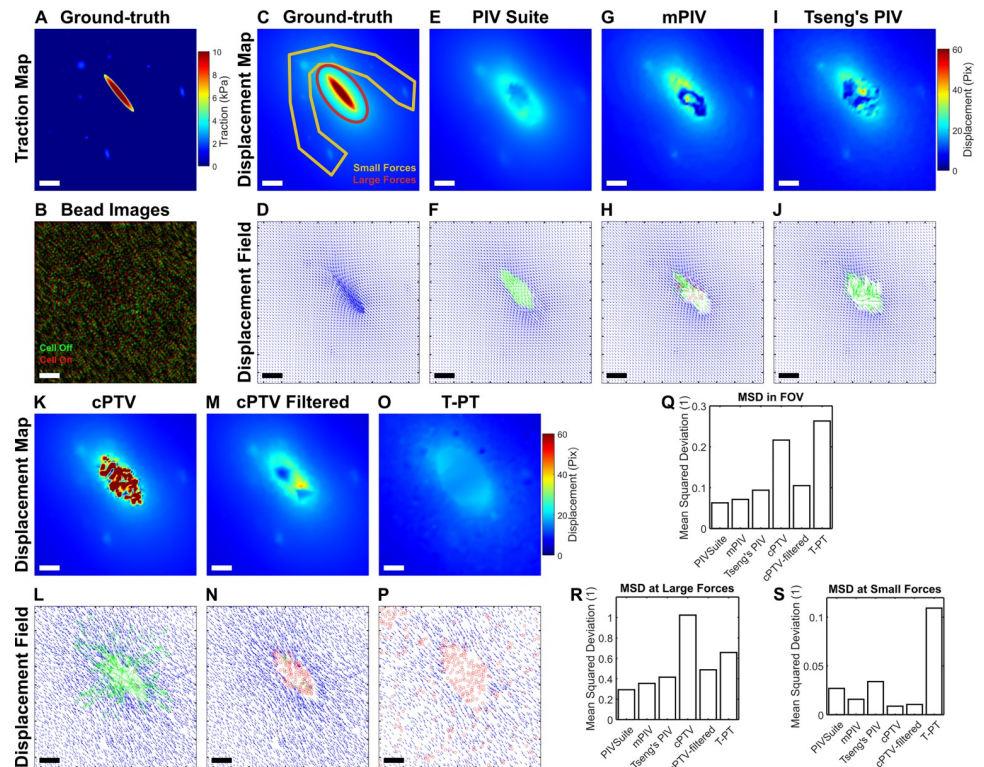 A Ground-truth
C Ground-truth
E PIV Suite
G mPIV
I Tseng's PIV
Traction Map
10
8
6
4
2
0
Traction (kPa)
Displacement Map
Small Forces
Large Forces
60
40
20
0
Displacement (Pix)
B Bead Images
Cell Off
Cell On
D
F
H
J
Displacement Field
K cPTV
M cPTV Filtered
O T-PT
Displacement Map
60
40
20
0
Displacement (Pix)
Q MSD in FOV
Mean Squared Deviation (1)
0.3
0.2
0.1
0
PIVSuite
mPIV
Tseng's PIV
cPTV
cPTV-filtered
T-PT
L
N
P
Displacement Field
R MSD at Large Forces
Mean Squared Deviation (1)
1
0.8
0.6
0.4
0.2
0
PIVSuite
mPIV
Tseng's PIV
cPTV
cPTV-filtered
T-PT
S MSD at Small Forces
Mean Squared Deviation (1)
0.1
0.05
0
PIVSuite
mPIV
Tseng's PIV
cPTV
cPTV-filtered
T-PT